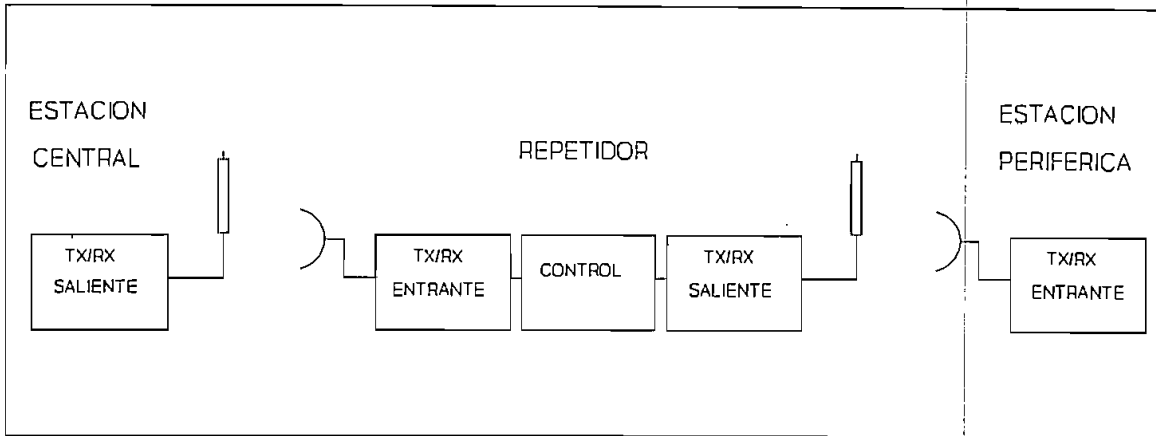 ESTACION
CENTRAL
REPETIDOR
ESTACION
PERIFERICA
TX/RX
SALIENTE
TX/RX
ENTRANTE
CONTROL
TX/RX
SALIENTE
TX/RX
ENTRANTE